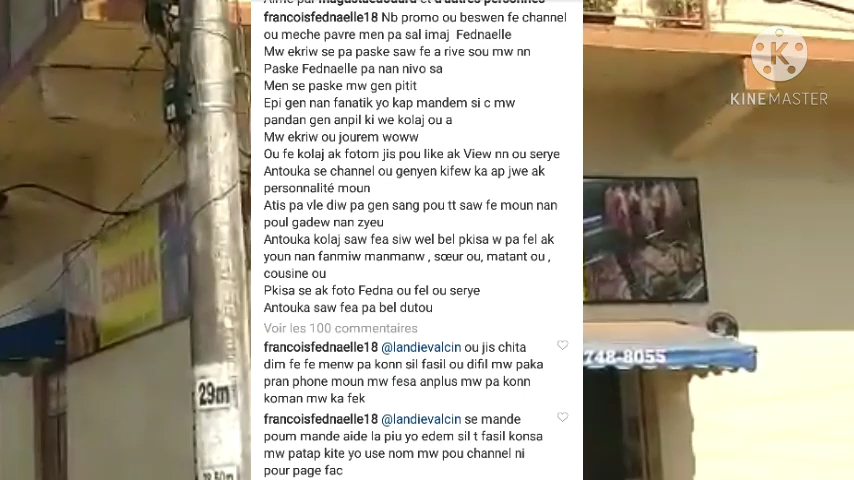 francoisfednaelle18 Nb promo ou beswen fe channel
ou meche pavre men pa sal imaj Fednaelle
Mw ekriw se pa paske saw fe a rive sou mw nn
Paske Fednaelle pa nan nivo sa
Men se paske mw gen pitit
Epi gen nan fanatik yo kap mandem si c mw
pandan gen anpil ki we kolaj ou a
Mw ekriw ou jourem woww
Ou fe kolaj ak fotom jis pou like ak View nn ou serye
Antouka se channel ou genyen kifew ka ap jwe ak
personnalité moun
Atis pa vle diw pa gen sang pou tt saw fe moun nan
poul gadew nan zyeu
Antouka kolaj saw fea siw wel bel pkisa w pa fel ak
youn nan fanmiw manmanw , sœur ou, matant ou ,
cousine ou
Pkisa se ak foto Fedna ou fel ou serye
Antouka saw fea pa bel dutou
Voir les 100 commentaires
francoisfednaelle18 @landievalcin ou jis chita
dim fe fe menw pa konn sil fasil ou difil mw paka
pran phone moun mw fesa anplus mw pa konn
koman mw ka fek
francoisfednaelle18 @landievalcin se mande
poum mande aide la piu yo edem sil t fasil konsa
mw patap kite yo use nom mw pou channel ni
pour page fac
ESKINA
29m
748-8055
K
KINEMASTER